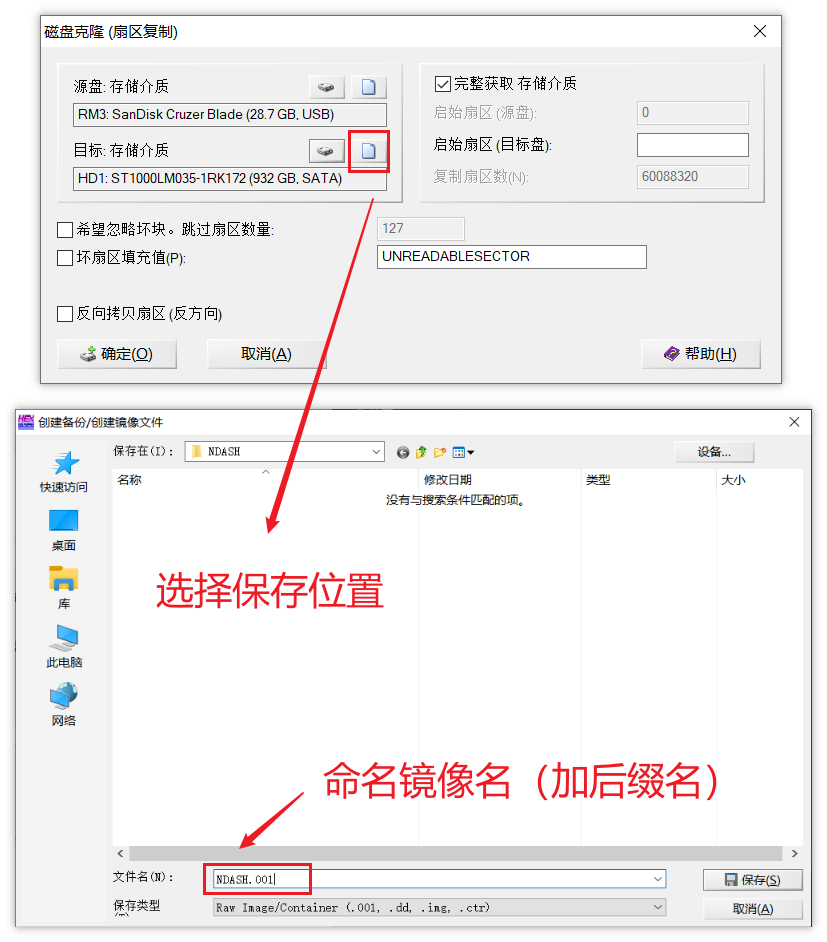 磁盘克隆 (扇区复制)
源盘: 存储介质
RM3: SanDisk Cruzer Blade (28.7 GB, USB)
目标: 存储介质
HD1: ST1000LM035-1RK172 (932 GB, SATA)
完整获取 存储介质
启始扇区 (源盘):
0
启始扇区 (目标盘):
复制扇区数(N):
60088320
希望忽略坏块。跳过扇区数量:
127
坏扇区填充值(P):
UNREADABLESECTOR
反向拷贝扇区 (反方向)
确定(O)
取消(A)
帮助(H)
创建备份/创建镜像文件
保存在(I):
NDASH
设备...
快速访问
桌面
库
此电脑
网络
名称
修改日期
类型
大小
没有与搜索条件匹配的项。
选择保存位置
命名镜像名（加后缀名）
文件名(N):
NDASH.001
保存(S)
保存类型
(T)
Raw Image/Container (.001, .dd, .img, .ctr)
取消(A)